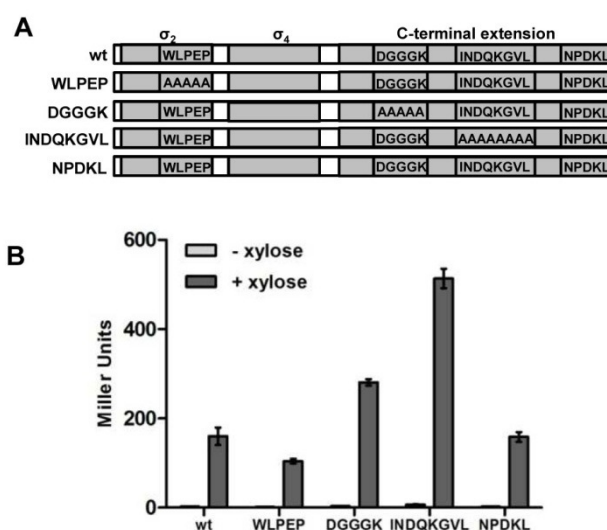 A
σ2 σ4 C-terminal extension
wt WLPEP DGGGK INDQKGVL NPDKL
WLPEP AAAAA DGGGK INDQKGVL NPDKL
DGGGK WLPEP AAAAA INDQKGVL NPDKL
INDQKGVL WLPEP DGGGK AAAAAAAA NPDKL
NPDKL WLPEP DGGGK INDQKGVL NPDKL
B
Miller Units
600
400
200
0
- xylose
+ xylose
wt WLPEP DGGGK INDQKGVL NPDKL